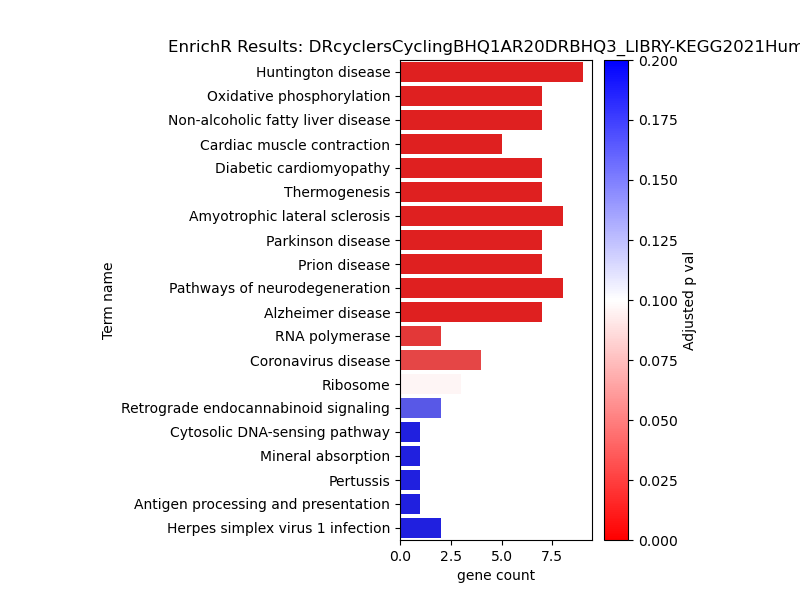 EnrichR Results: DRcyclersCyclingBHQ1AR20DRBHQ3_LIBRY-KEGG2021Hum
Term name
Huntington disease
Oxidative phosphorylation
Non-alcoholic fatty liver disease
Cardiac muscle contraction
Diabetic cardiomyopathy
Thermogenesis
Amyotrophic lateral sclerosis
Parkinson disease
Prion disease
Pathways of neurodegeneration
Alzheimer disease
RNA polymerase
Coronavirus disease
Ribosome
Retrograde endocannabinoid signaling
Cytosolic DNA-sensing pathway
Mineral absorption
Pertussis
Antigen processing and presentation
Herpes simplex virus 1 infection
0.0 2.5 5.0 7.5
gene count
0.200
0.175
0.150
0.125
0.100
0.075
0.050
0.025
0.000
Adjusted p val